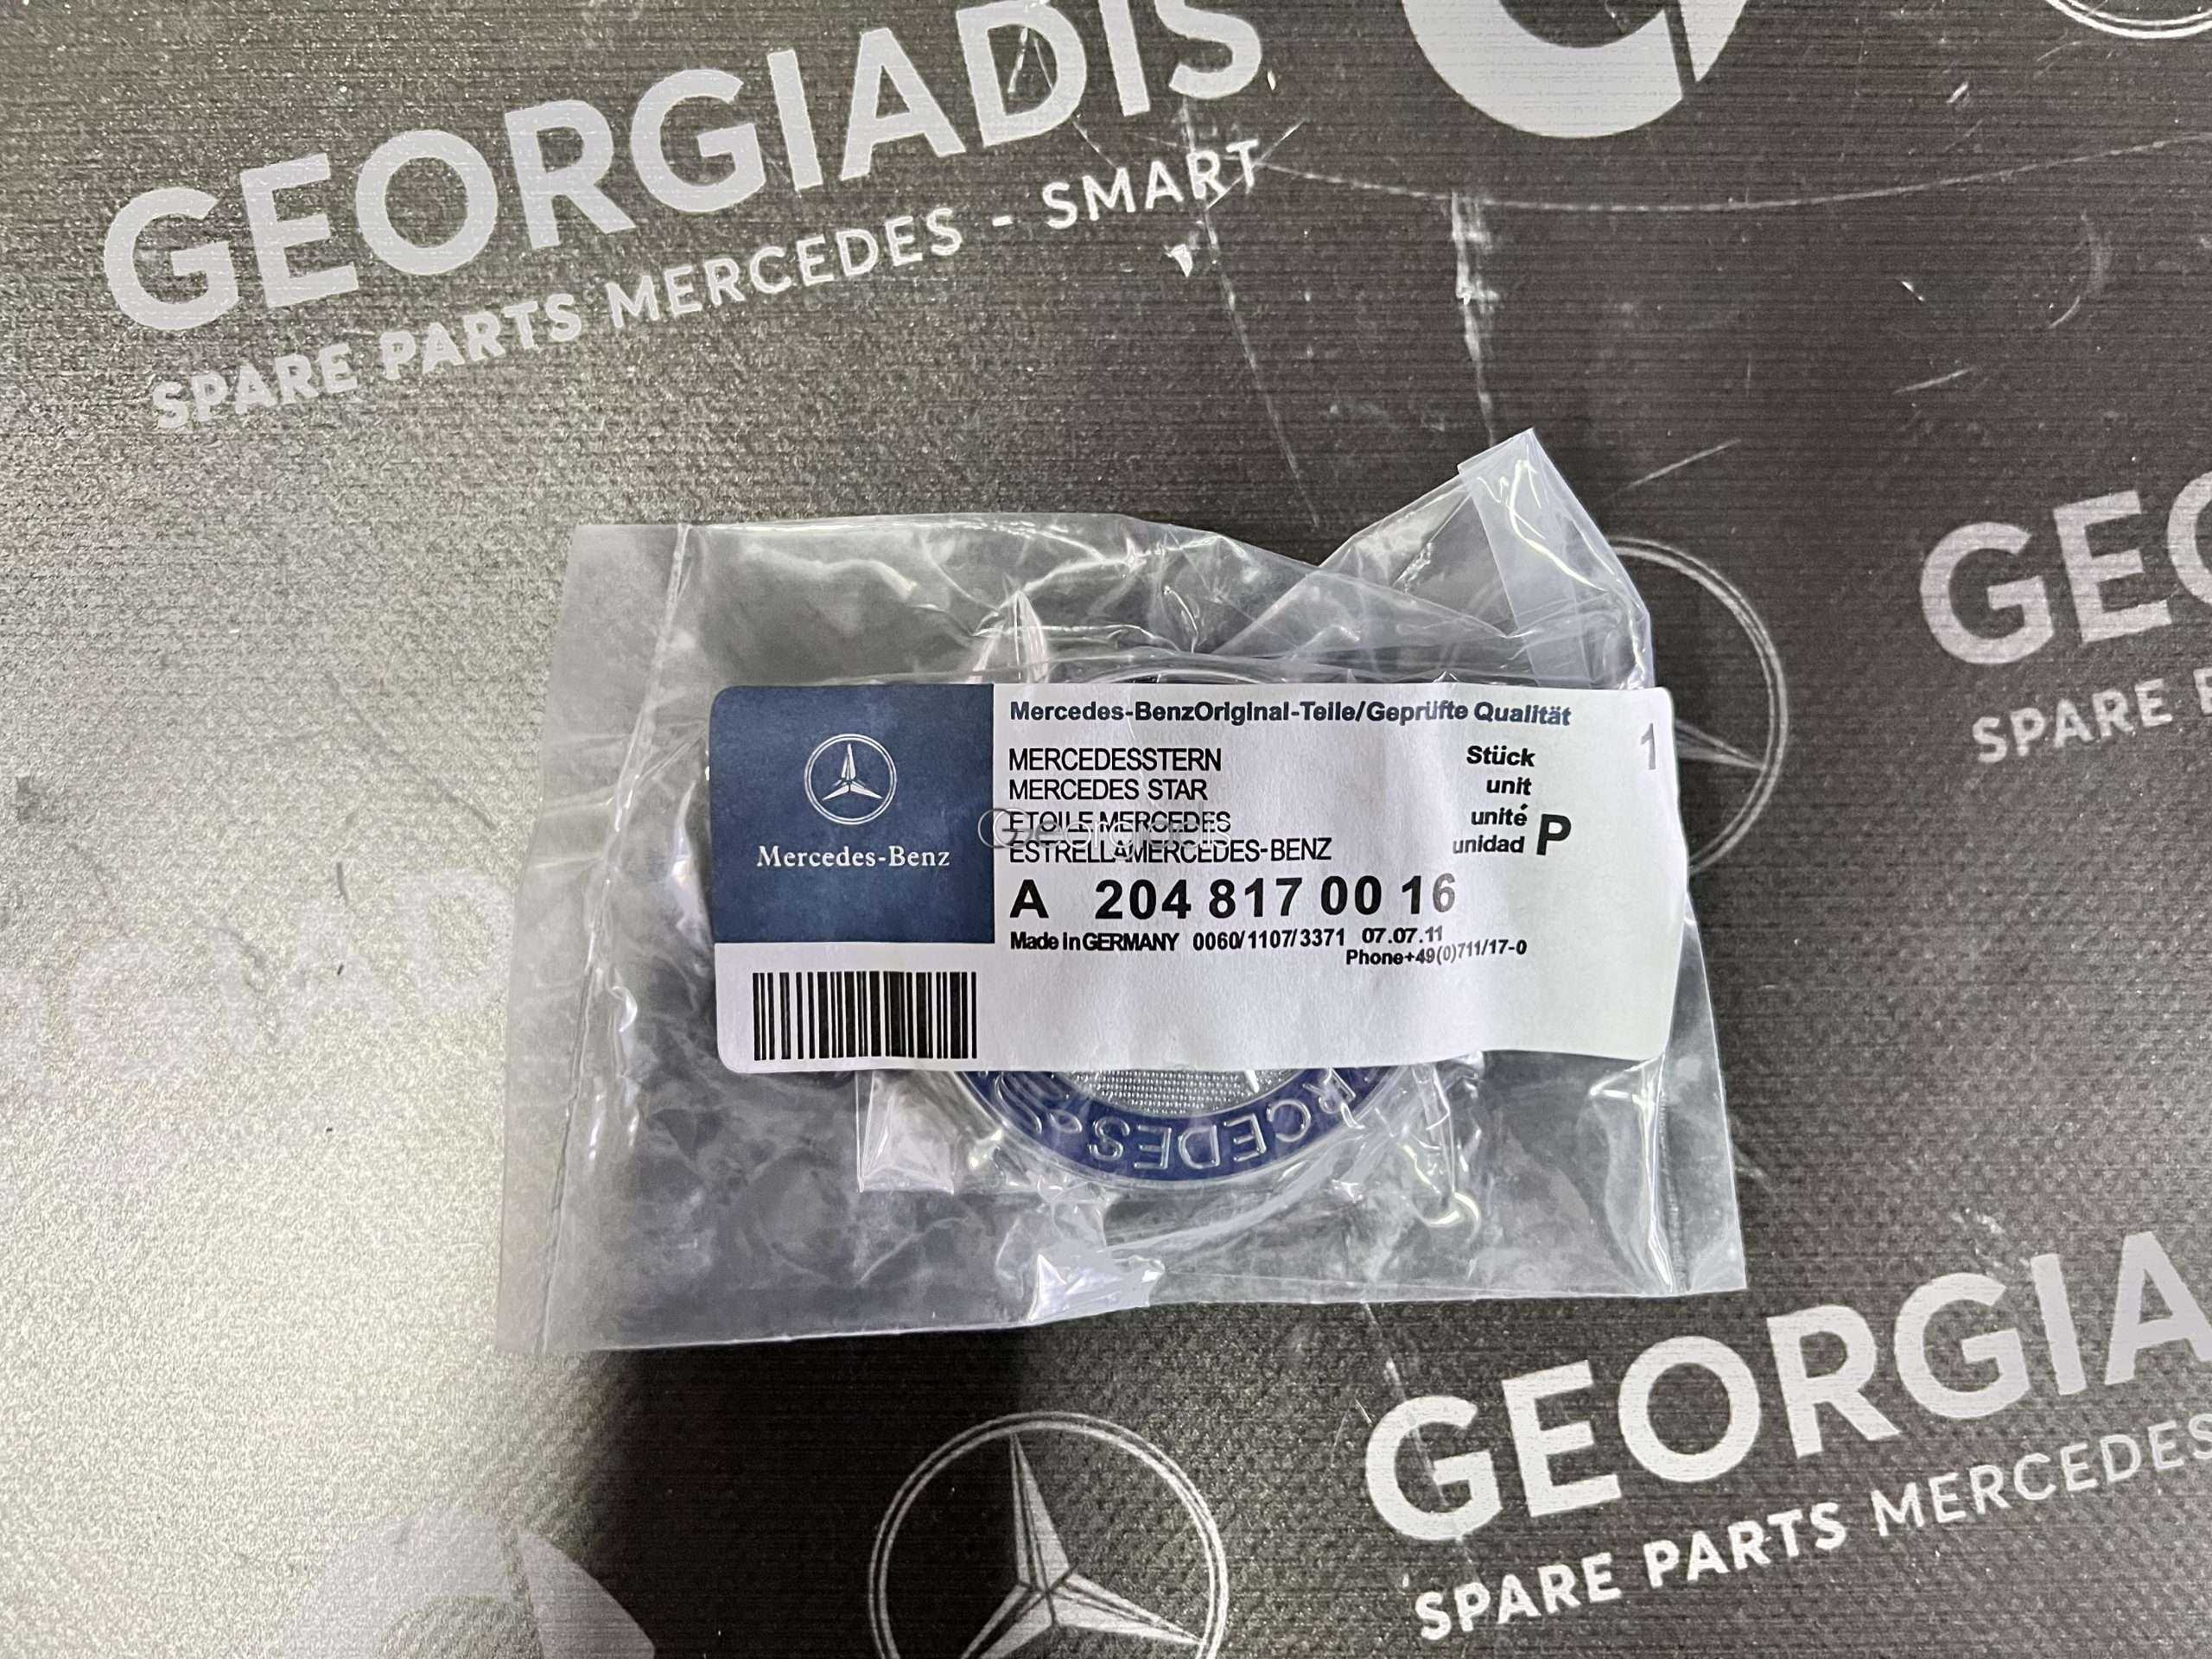 GEORGIADIS
SPARE PARTS MERCEDES - SMART
GEO
SPARE
Mercedes-BenzOriginal-Teile/Geprüfte Qualität
1
MERCEDESSTERN
Stück
MERCEDES STAR
unit
ETOILE MERCEDES
unité
Georgiadis
ESTRELLAMERCEDES-BENZ
unidad P
Mercedes-Benz
A 204 817 00 16
Made in GERMANY 0060/1107/3371 07.07.11
Phone+49(0)711/17-0
MERCEDES
GEORGIA
SPARE PARTS MERCEDES